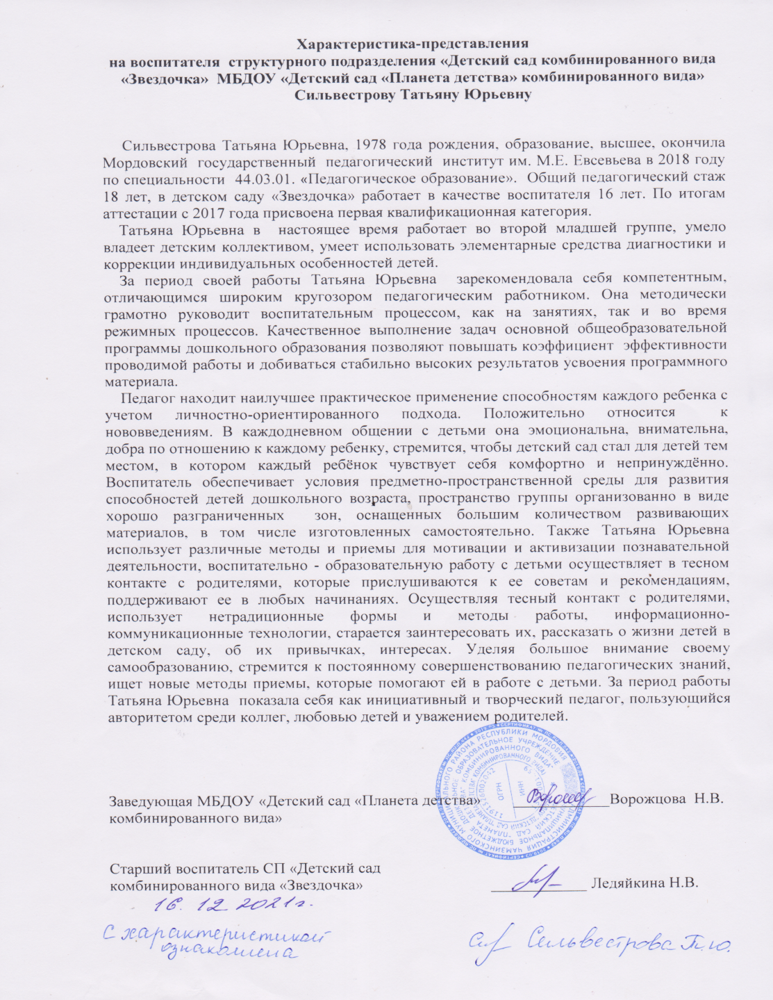 Характеристика-представления
на воспитателя структурного подразделения «Детский сад комбинированного вида
«Звездочка» МБДОУ «Детский сад «Планета детства» комбинированного вида»
Сильвестрову Татьяну Юрьевну
Сильвестрова Татьяна Юрьевна, 1978 года рождения, образование, высшее, окончила
Мордовский государственный педагогический институт им. М.Е. Евсевьева в 2018 году
по специальности 44.03.01. «Педагогическое образование». Общий педагогический стаж
18 лет, в детском саду «Звездочка» работает в качестве воспитателя 16 лет. По итогам
аттестации с 2017 года присвоена первая квалификационная категория.
Татьяна Юрьевна в настоящее время работает во второй младшей группе, умело
владеет детским коллективом, умеет использовать элементарные средства диагностики и
коррекции индивидуальных особенностей детей.
За период своей работы Татьяна Юрьевна зарекомендовала себя компетентным,
отличающимся широким кругозором педагогическим работником. Она методически
грамотно руководит воспитательным процессом, как на занятиях, так и во время
режимных процессов. Качественное выполнение задач основной общеобразовательной
программы дошкольного образования позволяют повышать коэффициент эффективности
проводимой работы и добиваться стабильно высоких результатов усвоения программного
материала.
Педагог находит наилучшее практическое применение способностям каждого ребенка с
учетом личностно-ориентированного подхода. Положительно относится к
нововведениям. В каждодневном общении с детьми она эмоциональна, внимательна,
добра по отношению к каждому ребенку, стремится, чтобы детский сад стал для детей тем
местом, в котором каждый ребёнок чувствует себя комфортно и непринуждённо.
Воспитатель обеспечивает условия предметно-пространственной среды для развития
способностей детей дошкольного возраста, пространство группы организованно в виде
хорошо разграниченных зон, оснащенных большим количеством развивающих
материалов, в том числе изготовленных самостоятельно. Также Татьяна Юрьевна
использует различные методы и приемы для мотивации и активизации познавательной
деятельности, воспитательно - образовательную работу с детьми осуществляет в тесном
контакте с родителями, которые прислушиваются к ее советам и рекомендациям,
поддерживают ее в любых начинаниях. Осуществляя тесный контакт с родителями,
использует нетрадиционные формы и методы работы, информационно-
коммуникационные технологии, старается заинтересовать их, рассказать о жизни детей в
детском саду, об их привычках, интересах. Уделяя большое внимание своему
самообразованию, стремится к постоянному совершенствованию педагогических знаний,
ищет новые методы приемы, которые помогают ей в работе с детьми. За период работы
Татьяна Юрьевна показала себя как инициативный и творческий педагог, пользующийся
авторитетом среди коллег, любовью детей и уважением родителей.
Заведующая МБДОУ «Детский сад «Планета детства» ____________Ворожцова Н.В.
комбинированного вида»
Старший воспитатель СП «Детский сад
комбинированного вида «Звездочка» ____________ Ледяйкина Н.В.
16. 12. 2021г.
С характеристикой
ознакомлена
Сильвестрова Т.Ю.
ОГРН
ИНН